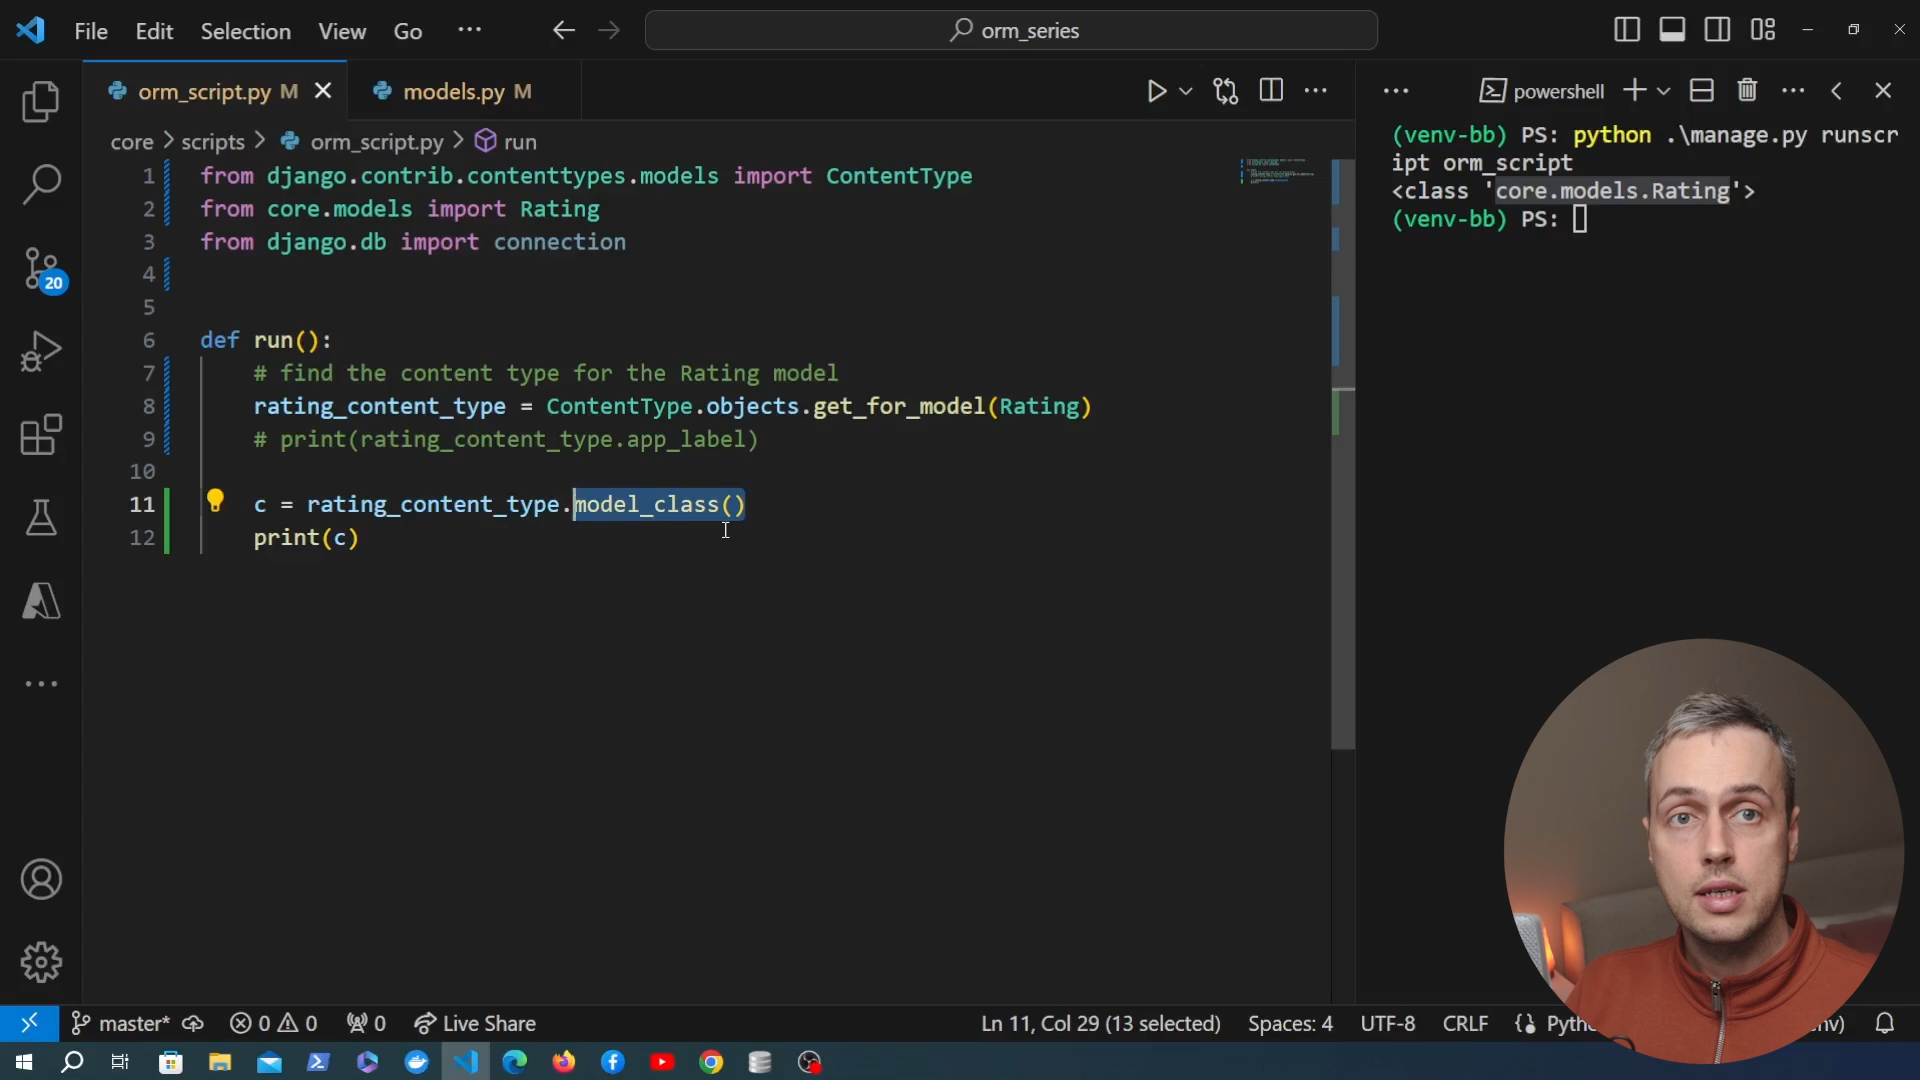 File Edit Selection View Go ···
orm_series
orm_script.py M
models.py M
powershell
core > scripts > orm_script.py > run
1 from django.contrib.contenttypes.models import ContentType
2 from core.models import Rating
3 from django.db import connection
4
5
6 def run():
7 # find the content type for the Rating model
8 rating_content_type = ContentType.objects.get_for_model(Rating)
9 # print(rating_content_type.app_label)
10
11 c = rating_content_type.model_class()
12 print(c)
(venv-bb) PS: python .\manage.py runscr
ipt orm_script
<class 'core.models.Rating'>
(venv-bb) PS:
20
master* 0 0 0 Live Share Ln 11, Col 29 (13 selected) Spaces: 4 UTF-8 CRLF